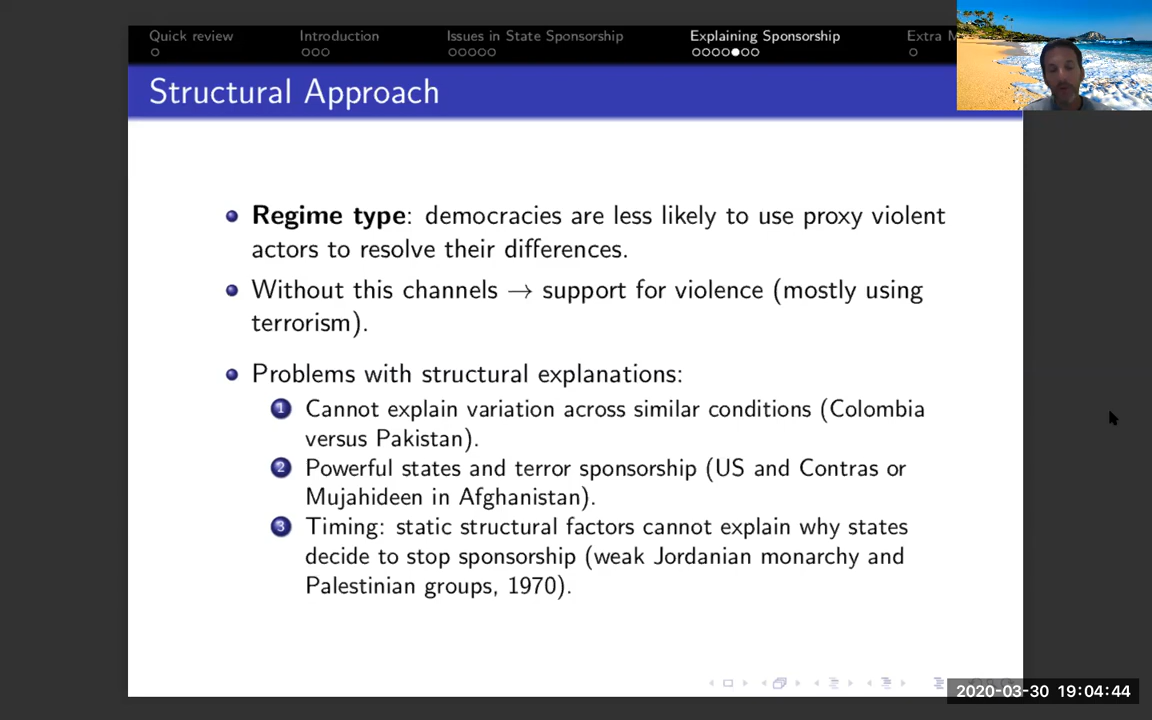 Quick review Introduction Issues in State Sponsorship Explaining Sponsorship Extra
Structural Approach
Regime type: democracies are less likely to use proxy violent
actors to resolve their differences.
Without this channels → support for violence (mostly using
terrorism).
Problems with structural explanations:
1 Cannot explain variation across similar conditions (Colombia
versus Pakistan).
2 Powerful states and terror sponsorship (US and Contras or
Mujahideen in Afghanistan).
3 Timing: static structural factors cannot explain why states
decide to stop sponsorship (weak Jordanian monarchy and
Palestinian groups, 1970).
2020-03-30 19:04:44